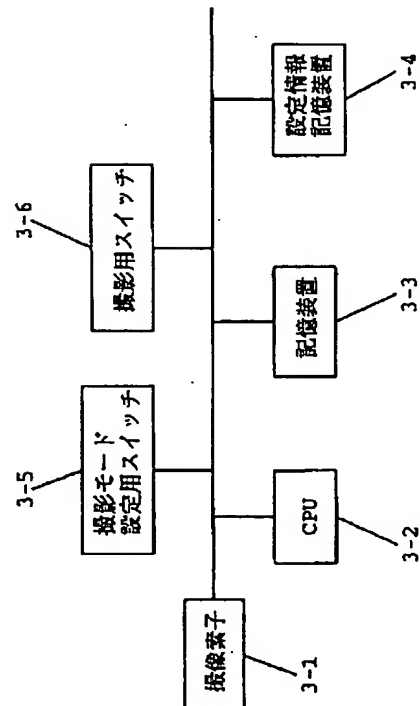 3-5
撮影モード
設定用スイッチ
3-6
撮影用スイッチ
撮像素子
3-1
CPU
3-2
記憶装置
3-3
設定情報
記憶装置
3-4